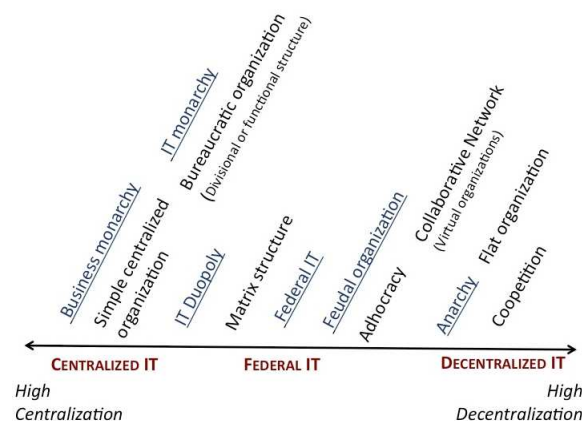 Business monarchy
Simple centralized
organization
IT monarchy
Bureaucratic organization
(Divisional or functional structure)
IT Duopoly
Matrix structure
Federal IT
Feudal organization
Adhocracy
Collaborative Network
(Virtual organizations)
Anarchy
Flat organization
Coopetition
CENTRALIZED IT
FEDERAL IT
DECENTRALIZED IT
High
Centralization
High
Decentralization